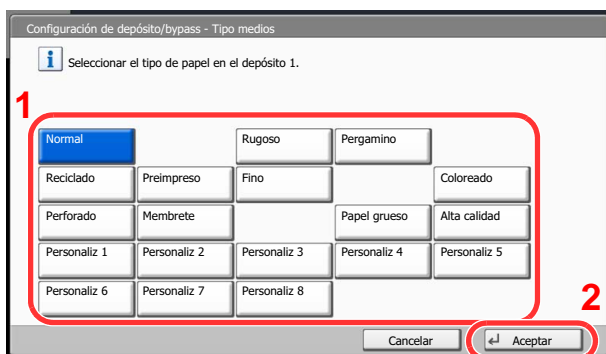 Configuración de depósito/bypass - Tipo medios
Seleccionar el tipo de papel en el depósito 1.
1
Normal Rugoso Pergamino
Reciclado Preimpreso Fino Coloreado
Perforado Membrete Papel grueso Alta calidad
Personaliz 1 Personaliz 2 Personaliz 3 Personaliz 4 Personaliz 5
Personaliz 6 Personaliz 7 Personaliz 8
2
Cancelar Aceptar